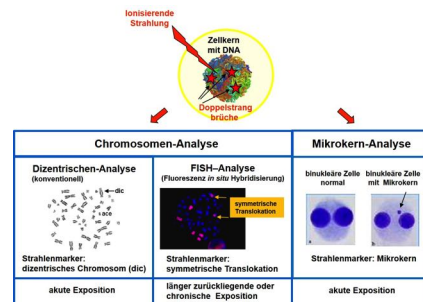 Ionisierende
Strahlung
Zellkern
mit DNA
Doppelstrang
brüche
Chromosomen-Analyse
Mikrokern-Analyse
Dizentrischen-Analyse
(konventionell)
dic
ace
Strahlenmarker:
dizentrisches Chromosom (dic)
FISH–Analyse
(Fluoreszenz in situ Hybridisierung)
symmetrische
Translokation
Strahlenmarker:
symmetrische Translokation
binukleäre Zelle
normal
binukleäre Zelle
mit Mikrokern
a
b
Strahlenmarker: Mikrokern
akute Exposition
länger zurückliegende oder
chronische Exposition
akute Exposition